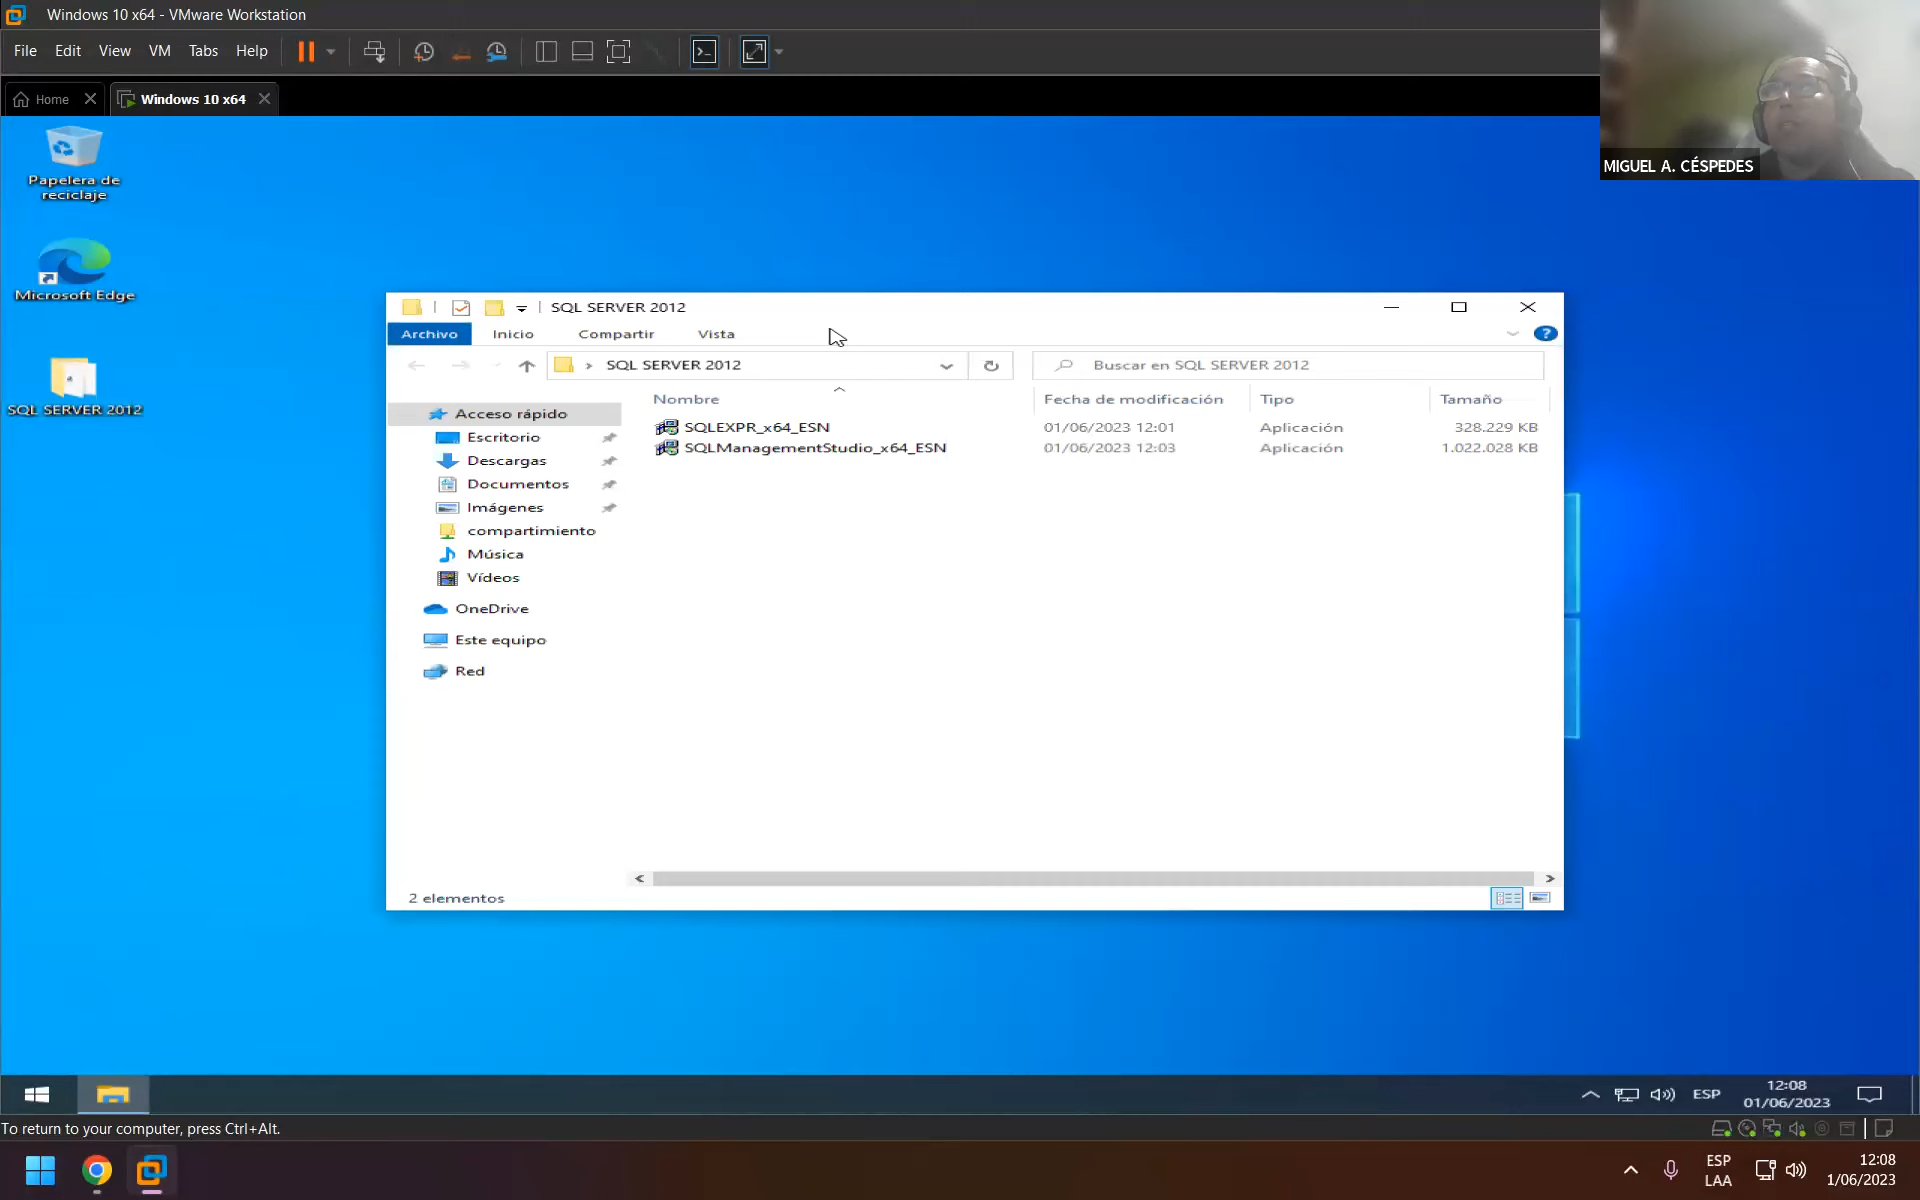 Windows 10 x64 - VMware Workstation
File Edit View VM Tabs Help
Home Windows 10 x64
MIGUEL A. CÉSPEDES
Papelera de
reciclaje
Microsoft Edge
SQL SERVER 2012
SQL SERVER 2012
Archivo Inicio Compartir Vista
SQL SERVER 2012 Buscar en SQL SERVER 2012
Nombre Fecha de modificación Tipo Tamaño
SQLEXPR_x64_ESN 01/06/2023 12:01 Aplicación 328.229 KB
SQLManagementStudio_x64_ESN 01/06/2023 12:03 Aplicación 1.022.028 KB
Acceso rápido
Escritorio
Descargas
Documentos
Imágenes
compartimiento
Música
Vídeos
OneDrive
Este equipo
Red
2 elementos
ESP 12:08
01/06/2023
To return to your computer, press Ctrl+Alt.
ESP
LAA
12:08
1/06/2023